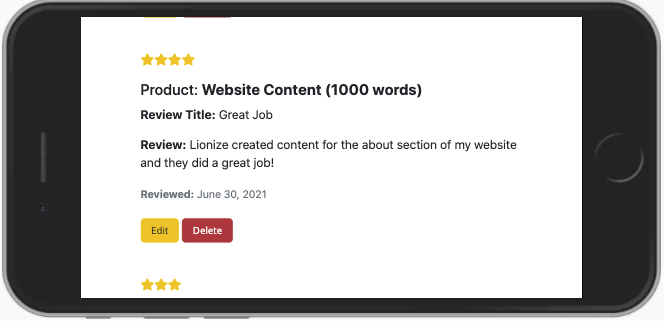 Product: Website Content (1000 words)
Review Title: Great Job
Review: Lionize created content for the about section of my website
and they did a great job!
Reviewed: June 30, 2021
Edit Delete